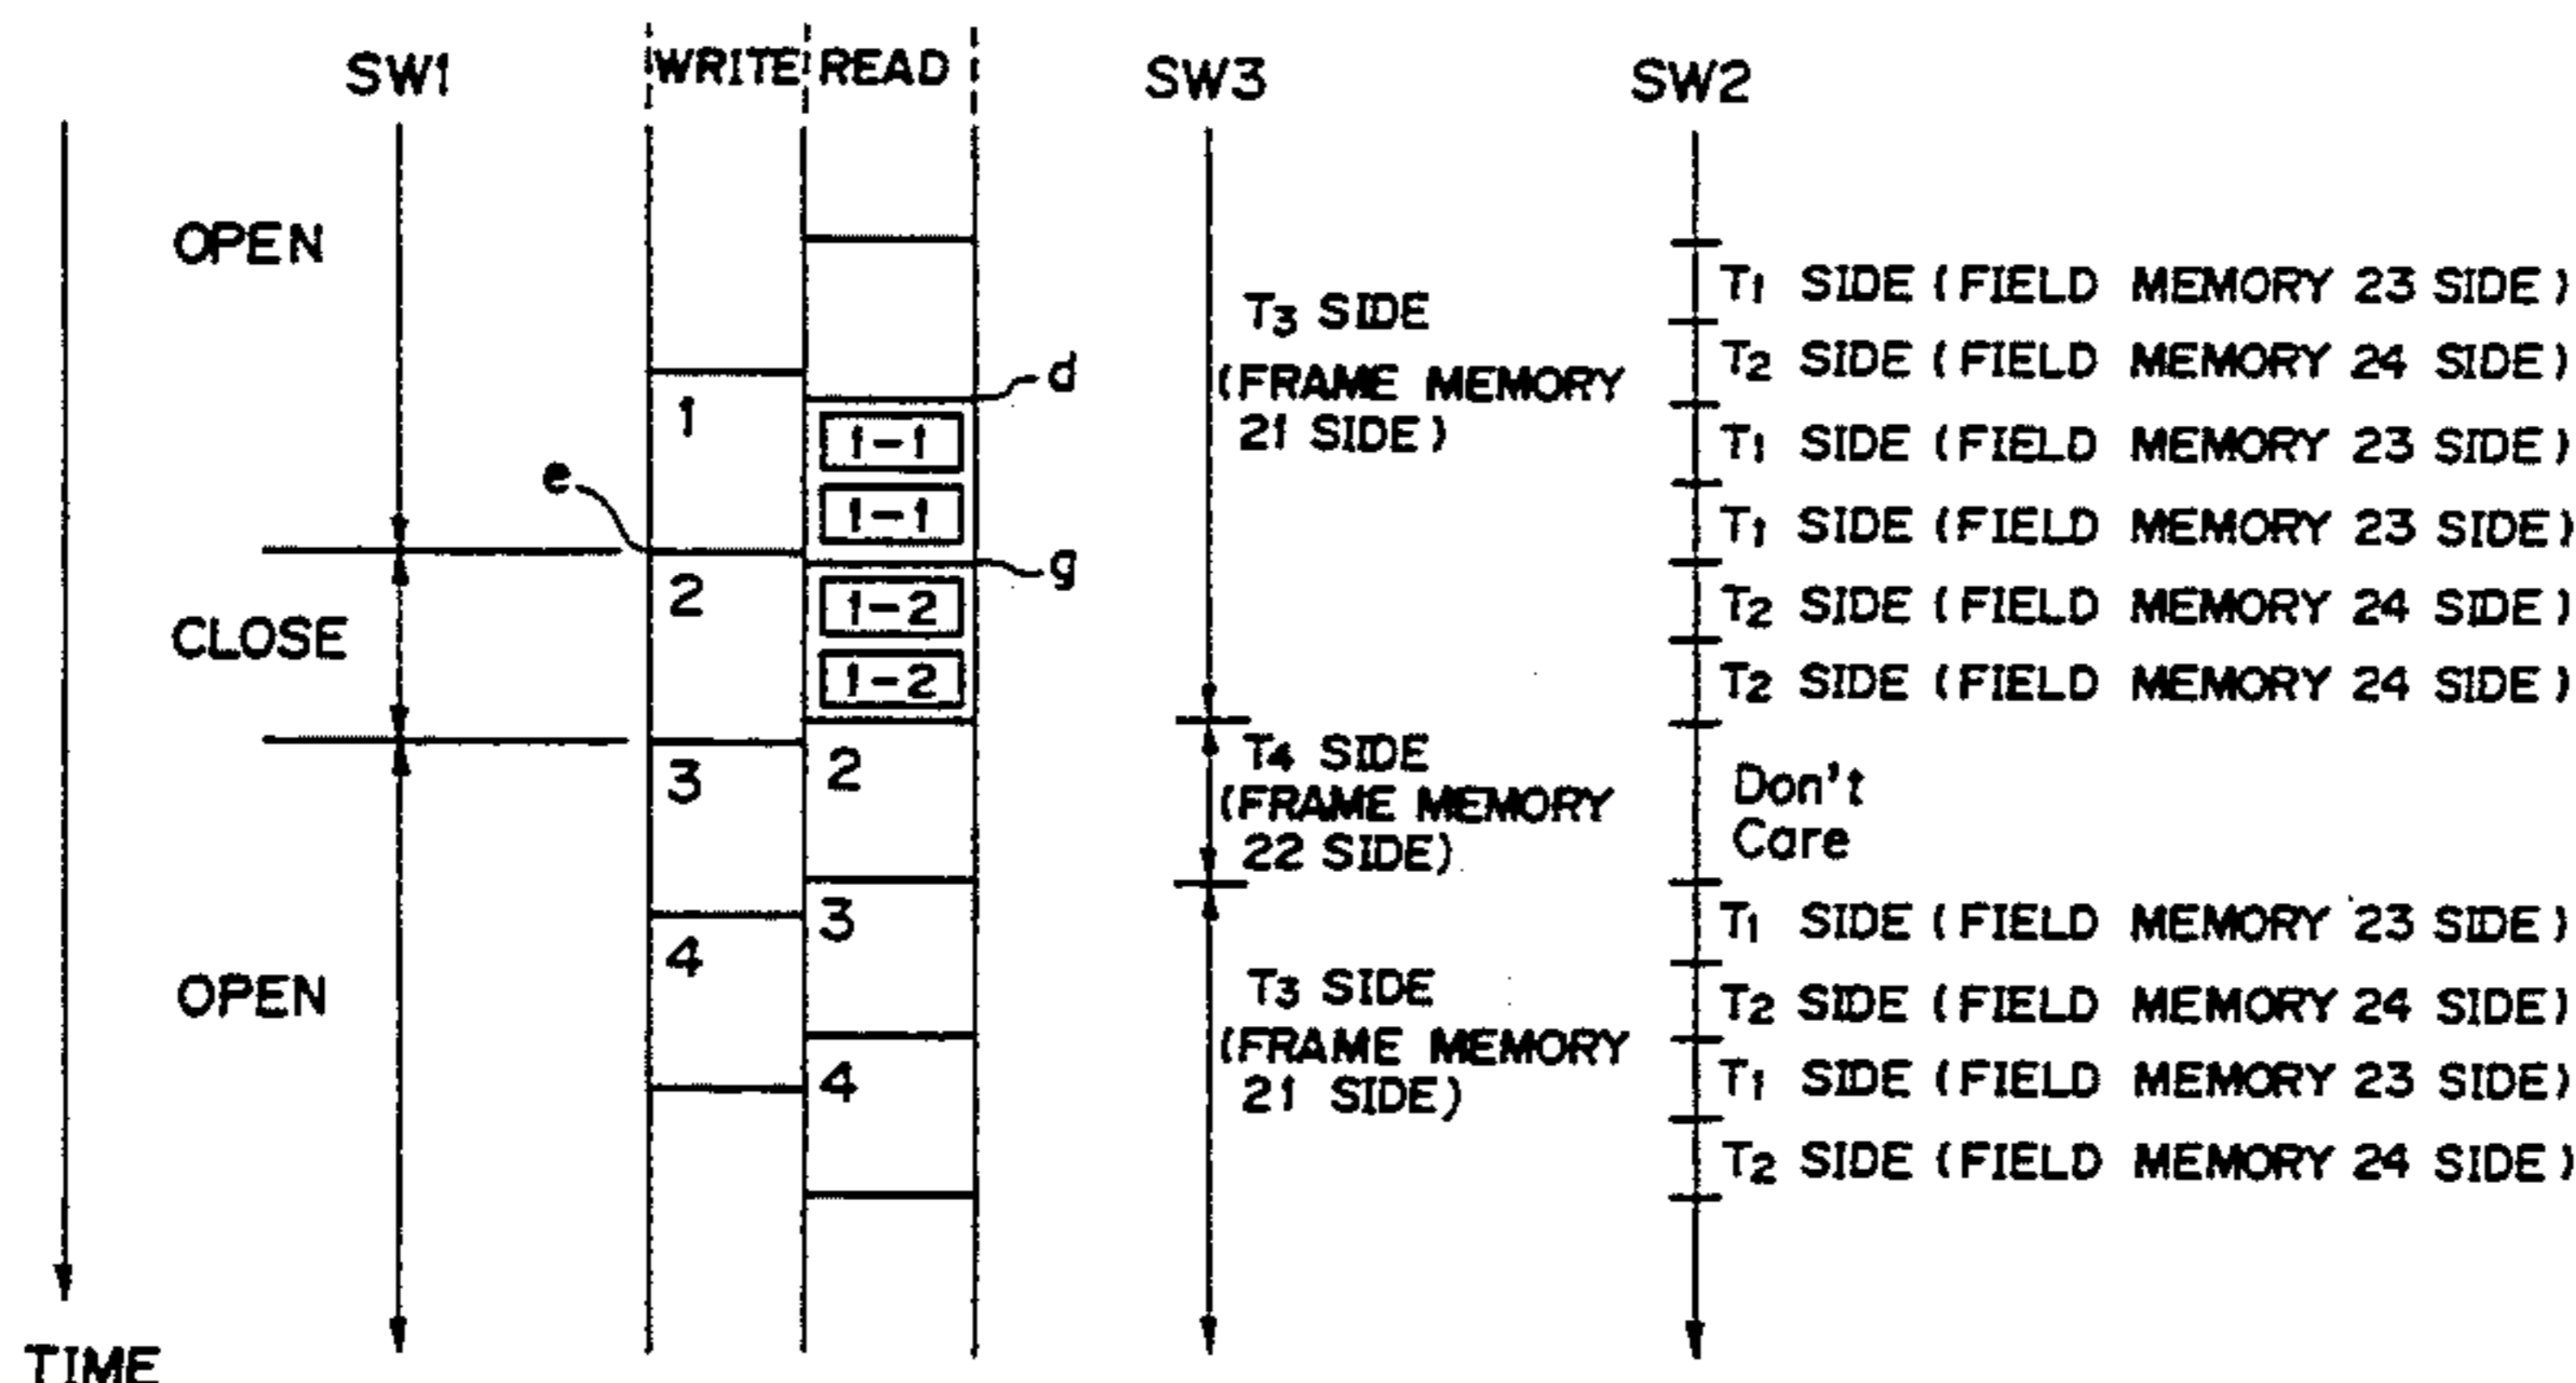 SW1
WRITE
READ
SW3
SW2
OPEN
T1 SIDE (FIELD MEMORY 23 SIDE)
T3 SIDE
(FRAME MEMORY
21 SIDE)
T2 SIDE (FIELD MEMORY 24 SIDE)
d
1
1-1
T1 SIDE (FIELD MEMORY 23 SIDE)
e
1-1
T1 SIDE (FIELD MEMORY 23 SIDE)
g
2
1-2
T2 SIDE (FIELD MEMORY 24 SIDE)
CLOSE
1-2
T2 SIDE (FIELD MEMORY 24 SIDE)
3
2
T4 SIDE
(FRAME MEMORY
22 SIDE)
Don't
Care
4
3
T1 SIDE (FIELD MEMORY 23 SIDE)
OPEN
T3 SIDE
(FRAME MEMORY
21 SIDE)
T2 SIDE (FIELD MEMORY 24 SIDE)
4
T1 SIDE (FIELD MEMORY 23 SIDE)
T2 SIDE (FIELD MEMORY 24 SIDE)
TIME